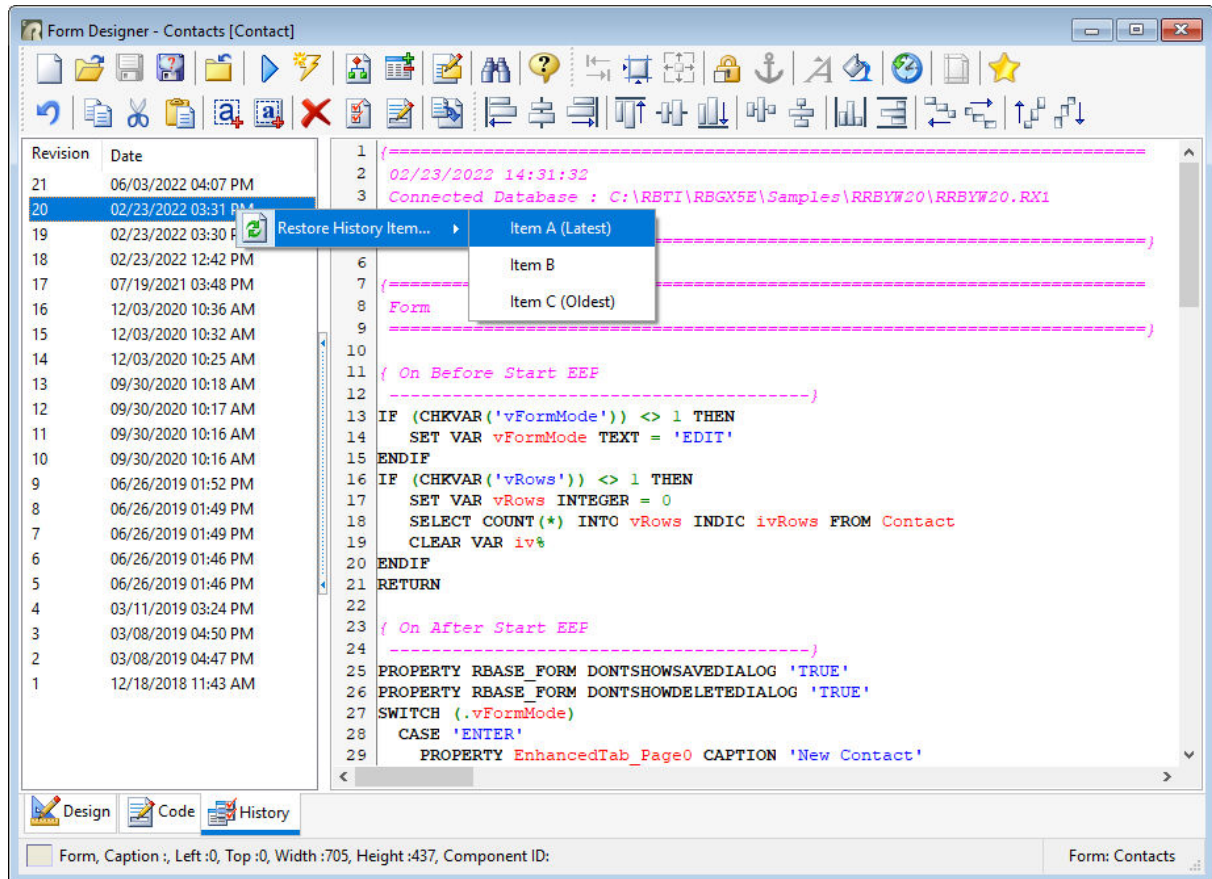 Form Designer - Contacts [Contact]
Revision Date
21 06/03/2022 04:07 PM
20 02/23/2022 03:31 PM
19 02/23/2022 03:30 P
18 02/23/2022 12:42 PM
17 07/19/2021 03:48 PM
16 12/03/2020 10:36 AM
15 12/03/2020 10:32 AM
14 12/03/2020 10:25 AM
13 09/30/2020 10:18 AM
12 09/30/2020 10:17 AM
11 09/30/2020 10:16 AM
10 09/30/2020 10:16 AM
9 06/26/2019 01:52 PM
8 06/26/2019 01:49 PM
7 06/26/2019 01:49 PM
6 06/26/2019 01:46 PM
5 06/26/2019 01:46 PM
4 03/11/2019 03:24 PM
3 03/08/2019 04:50 PM
2 03/08/2019 04:47 PM
1 12/18/2018 11:43 AM
Restore History Item...
Item A (Latest)
Item B
Item C (Oldest)
1 {==============================================================================
2 02/23/2022 14:31:32
3 Connected Database : C:\RBTI\RBGX5E\Samples\RRBYW20\RRBYW20.RX1
==============================================================================}
6
7 {==============================================================================
8 Form
9 ==============================================================================}
10
11 { On Before Start EEP
12 -------------------------------------------}
13 IF (CHKVAR('vFormMode')) <> 1 THEN
14 SET VAR vFormMode TEXT = 'EDIT'
15 ENDIF
16 IF (CHKVAR('vRows')) <> 1 THEN
17 SET VAR vRows INTEGER = 0
18 SELECT COUNT(*) INTO vRows INDIC ivRows FROM Contact
19 CLEAR VAR iv%
20 ENDIF
21 RETURN
22
23 { On After Start EEP
24 -------------------------------------------}
25 PROPERTY RBASE_FORM DONTSHOWSAVEDIALOG 'TRUE'
26 PROPERTY RBASE_FORM DONTSHOWDELETEDIALOG 'TRUE'
27 SWITCH (.vFormMode)
28 CASE 'ENTER'
29 PROPERTY EnhancedTab_Page0 CAPTION 'New Contact'
Design Code History
Form, Caption :, Left :0, Top :0, Width :705, Height :437, Component ID: Form: Contacts